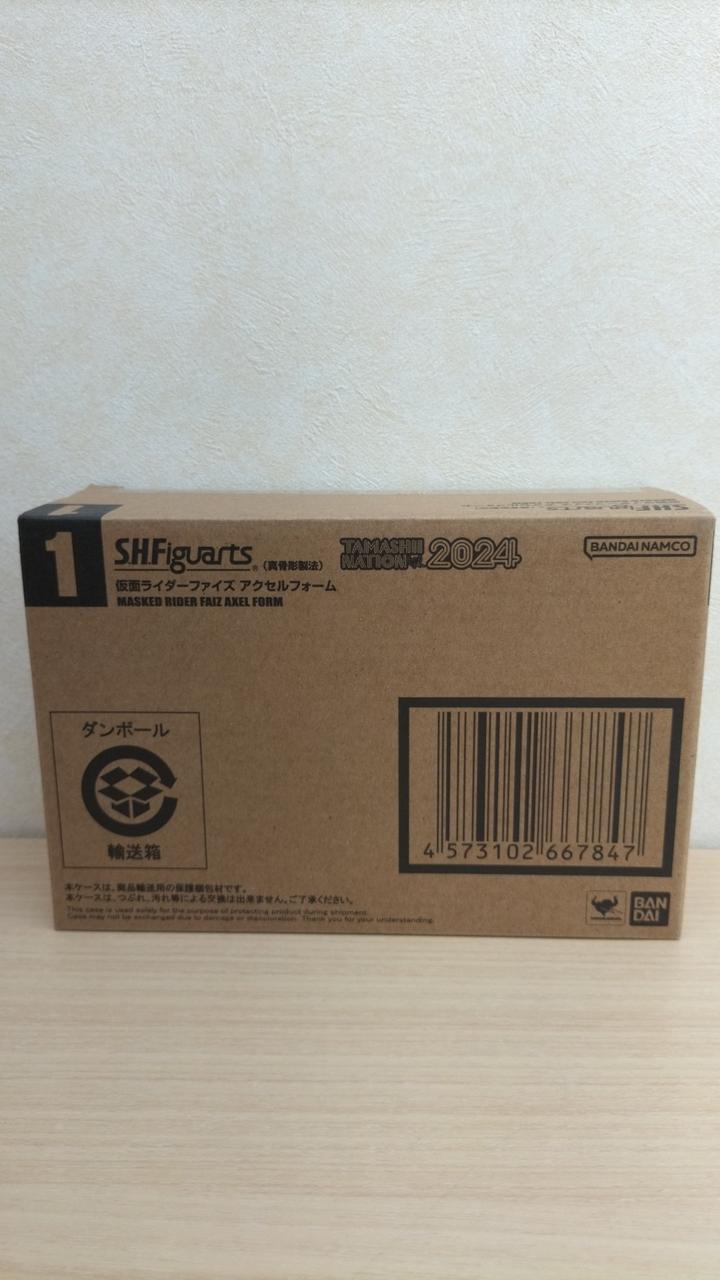 1
S.H.Figuarts® (真骨彫製法)
TAMASHII NATION 2024
BANDAI NAMCO
仮面ライダーファイズ アクセルフォーム
MASKED RIDER FAIZ AXEL FORM
ダンボール
輸送箱
4 573102 667847
本ケースは、商品輸送用の保護梱包材です。
本ケースは、つぶれ、汚れ等による交換は出来ません。ご了承ください。
This case is used solely for the purpose of protecting product during shipment.
Case may not be exchanged due to damage or discoloration. Thank you for your understanding.
BAN
DAI